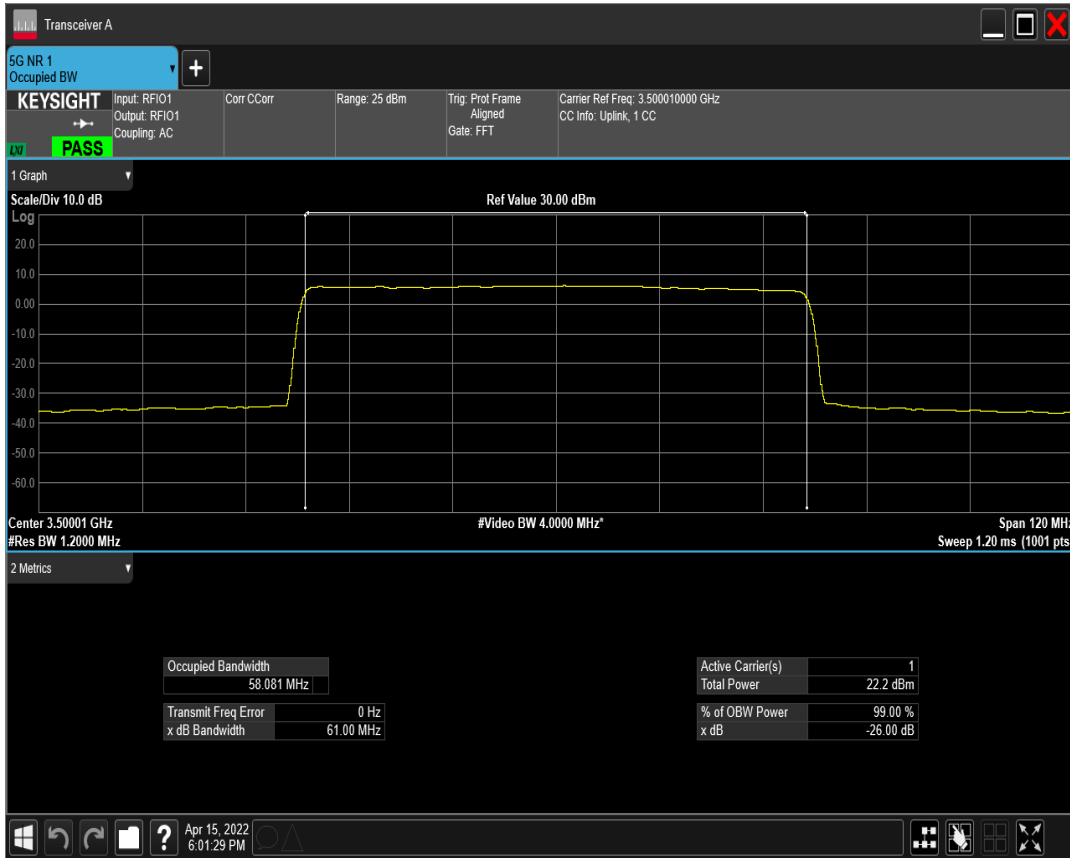 Transceiver A
5G NR 1
Occupied BW
+
KEYSIGHT
LXI
PASS
Input: RFIO1
Output: RFIO1
Coupling: AC
Corr CCorr
Range: 25 dBm
Trig: Prot Frame
Aligned
Gate: FFT
Carrier Ref Freq: 3.500010000 GHz
CC Info: Uplink, 1 CC
1 Graph
Scale/Div 10.0 dB
Ref Value 30.00 dBm
Log
20.0
10.0
0.00
-10.0
-20.0
-30.0
-40.0
-50.0
-60.0
Center 3.50001 GHz
#Video BW 4.0000 MHz*
Span 120 MHz
#Res BW 1.2000 MHz
Sweep 1.20 ms (1001 pts
2 Metrics
Occupied Bandwidth
58.081 MHz
Transmit Freq Error 0 Hz
x dB Bandwidth 61.00 MHz
Active Carrier(s) 1
Total Power 22.2 dBm
% of OBW Power 99.00 %
x dB -26.00 dB
?
Apr 15, 2022
6:01:29 PM